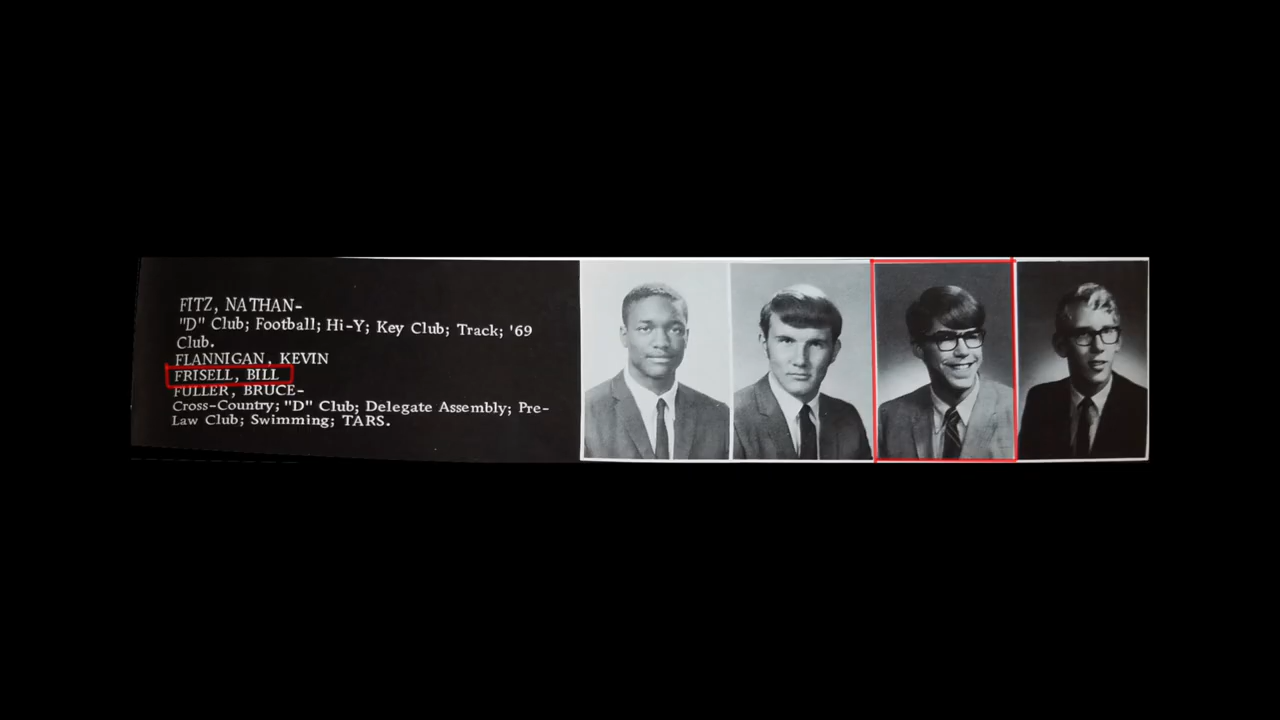 FITZ, NATHAN-
"D" Club; Football; Hi-Y; Key Club; Track; '69
Club.
FLANNIGAN, KEVIN
FRISELL, BILL
FULLER, BRUCE-
Cross-Country; "D" Club; Delegate Assembly; Pre-
Law Club; Swimming; TARS.